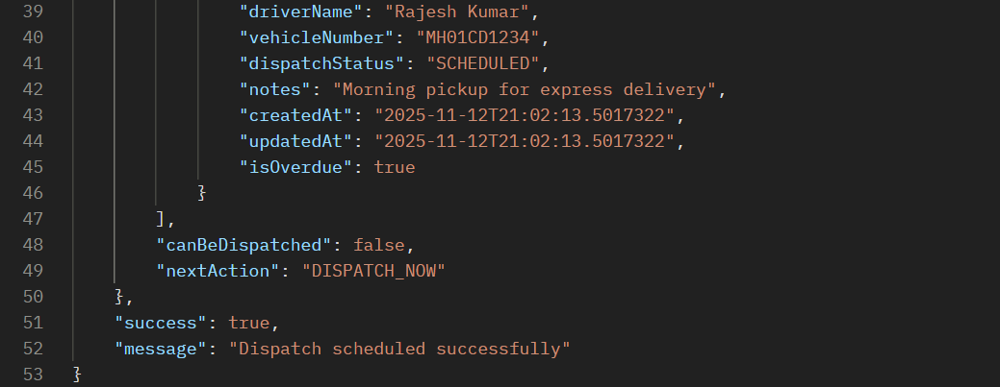 39 "driverName": "Rajesh Kumar",
40 "vehicleNumber": "MH01CD1234",
41 "dispatchStatus": "SCHEDULED",
42 "notes": "Morning pickup for express delivery",
43 "createdAt": "2025-11-12T21:02:13.5017322",
44 "updatedAt": "2025-11-12T21:02:13.5017322",
45 "isOverdue": true
46 }
47 ],
48 "canBeDispatched": false,
49 "nextAction": "DISPATCH_NOW"
50 },
51 "success": true,
52 "message": "Dispatch scheduled successfully"
53 }